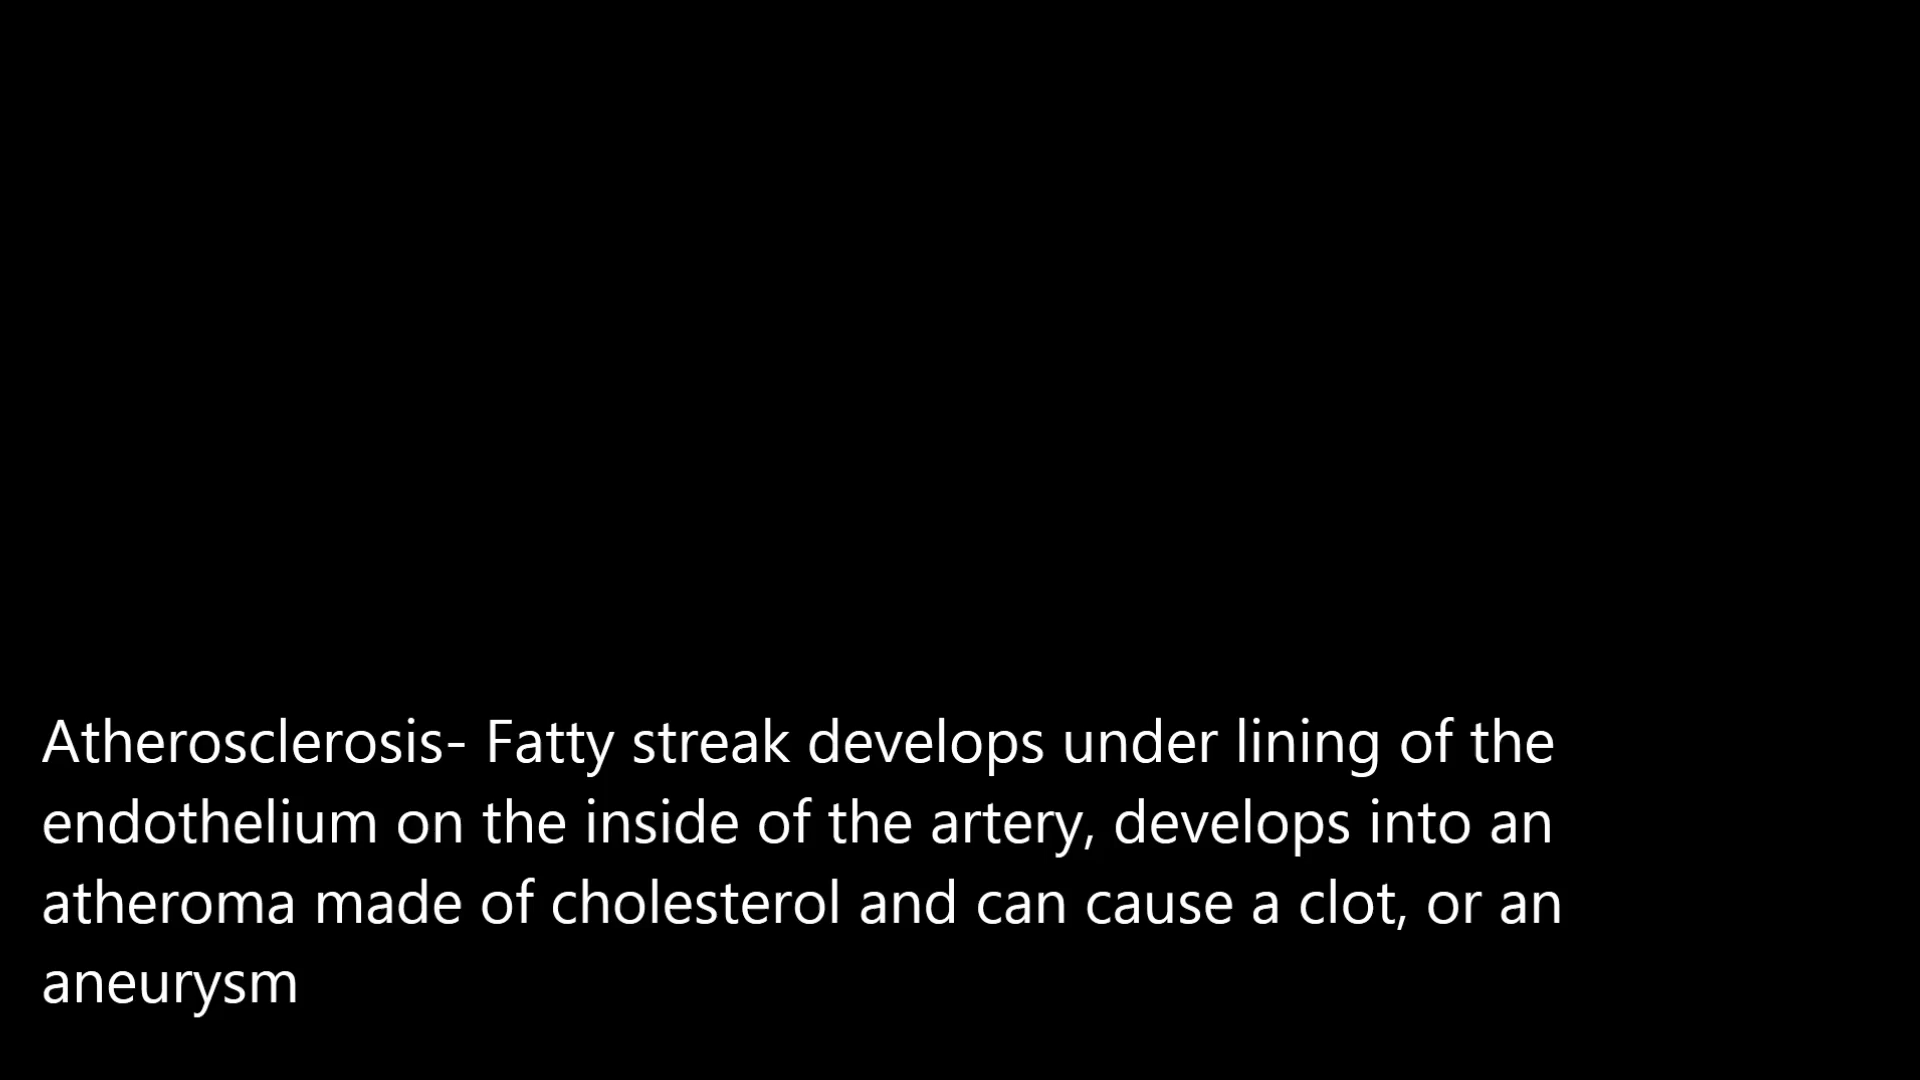 Atherosclerosis- Fatty streak develops under lining of the
endothelium on the inside of the artery, develops into an
atheroma made of cholesterol and can cause a clot, or an
aneurysm